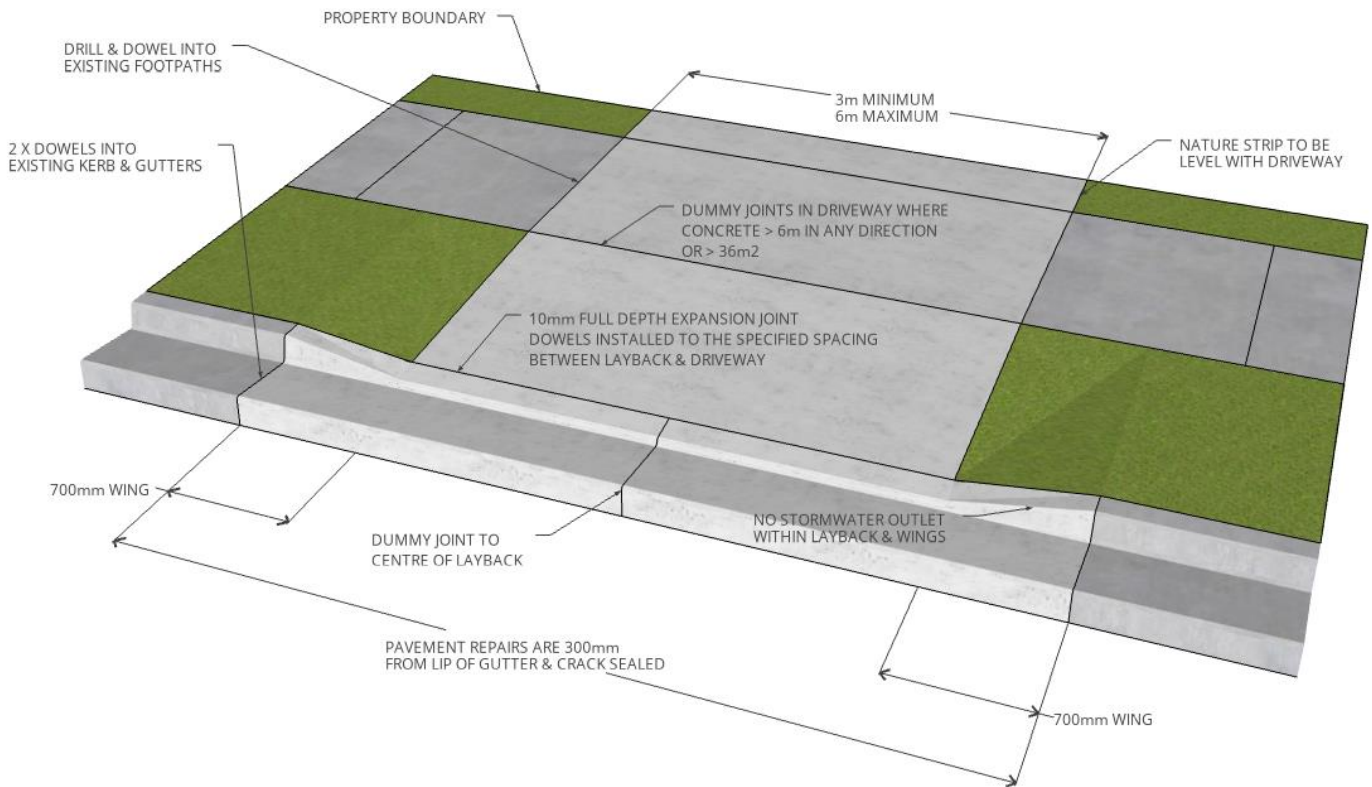 PROPERTY BOUNDARY
DRILL & DOWEL INTO
EXISTING FOOTPATHS
3m MINIMUM
6m MAXIMUM
2 X DOWELS INTO
EXISTING KERB & GUTTERS
NATURE STRIP TO BE
LEVEL WITH DRIVEWAY
DUMMY JOINTS IN DRIVEWAY WHERE
CONCRETE > 6m IN ANY DIRECTION
OR > 36m2
10mm FULL DEPTH EXPANSION JOINT
DOWELS INSTALLED TO THE SPECIFIED SPACING
BETWEEN LAYBACK & DRIVEWAY
700mm WING
DUMMY JOINT TO
CENTRE OF LAYBACK
NO STORMWATER OUTLET
WITHIN LAYBACK & WINGS
PAVEMENT REPAIRS ARE 300mm
FROM LIP OF GUTTER & CRACK SEALED
700mm WING